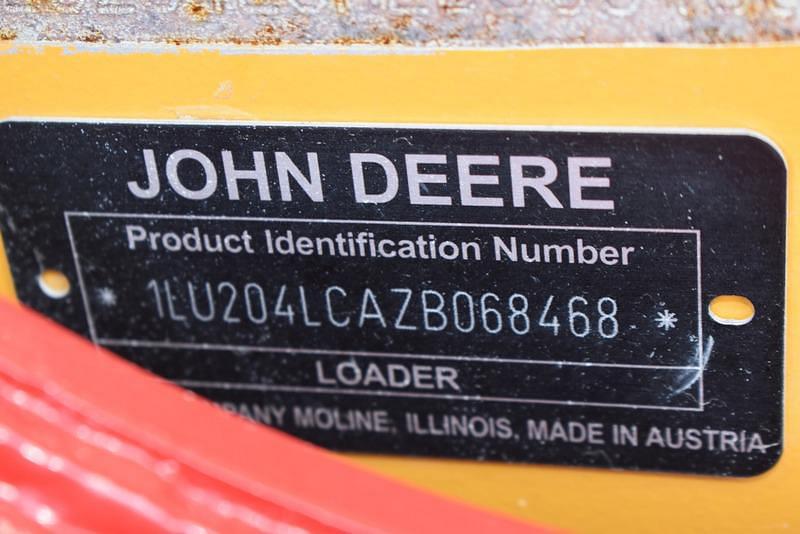 JOHN DEERE
Product Identification Number
* 1LU204LCAZB068468 *
LOADER
MOLINE, ILLINOIS, MADE IN AUSTRIA